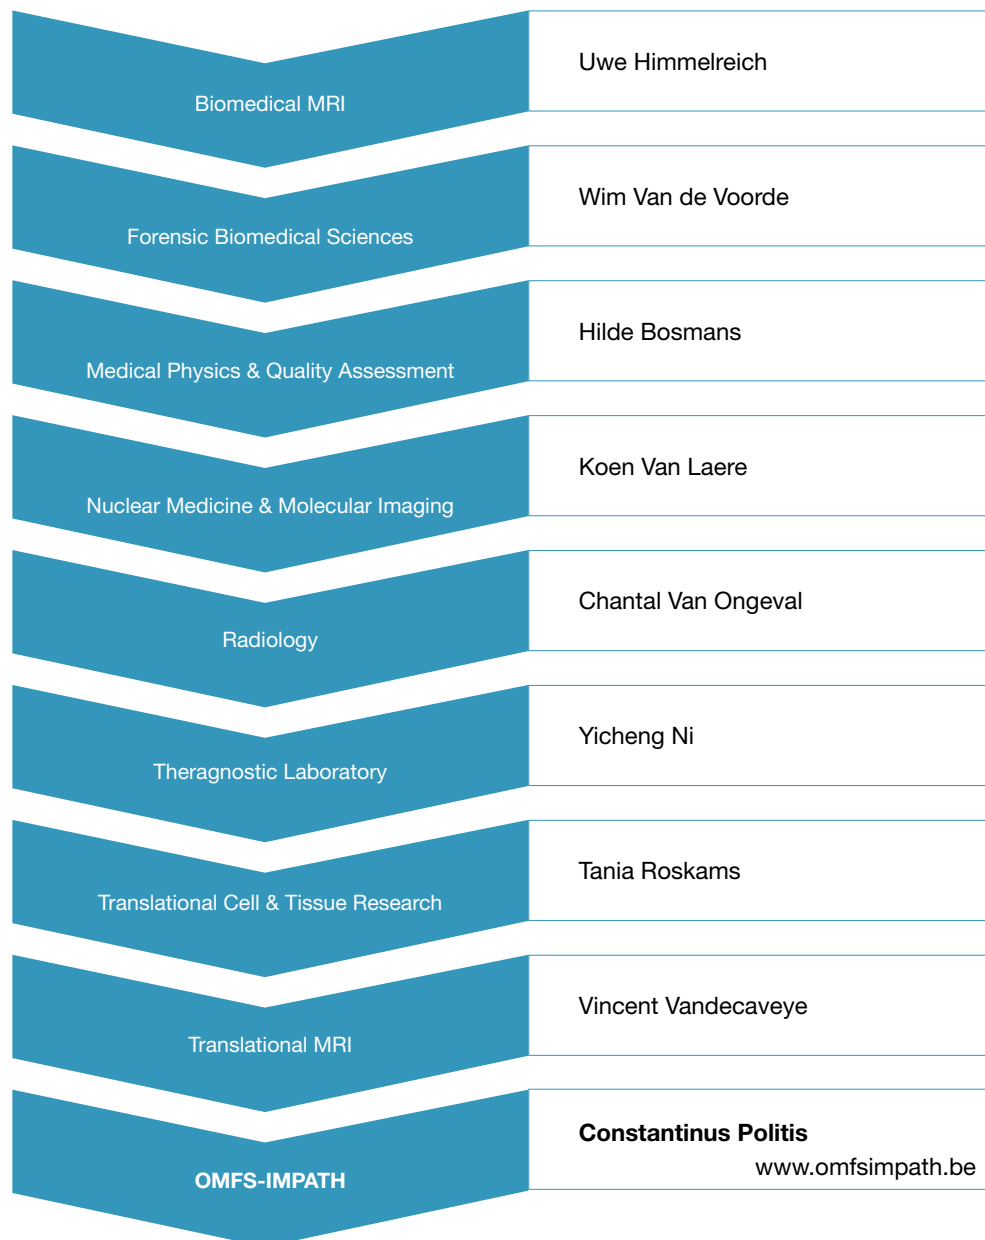 Uwe Himmelreich
Biomedical MRI
Wim Van de Voorde
Forensic Biomedical Sciences
Hilde Bosmans
Medical Physics & Quality Assessment
Koen Van Laere
Nuclear Medicine & Molecular Imaging
Chantal Van Ongeval
Radiology
Yicheng Ni
Theragnostic Laboratory
Tania Roskams
Translational Cell & Tissue Research
Vincent Vandecaveye
Translational MRI
Constantinus Politis
www.omfsimpath.be
OMFS-IMPATH